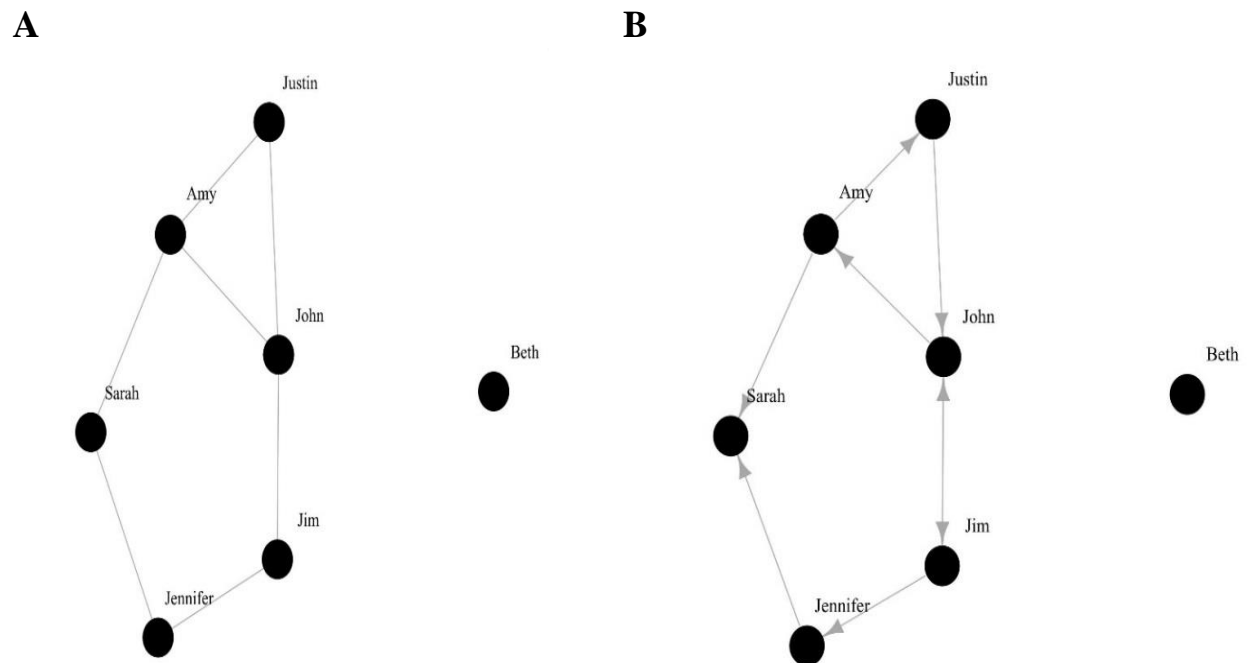 A
Justin
Amy
John
Beth
Sarah
Jim
Jennifer
B
Justin
Amy
John
Beth
Sarah
Jim
Jennifer